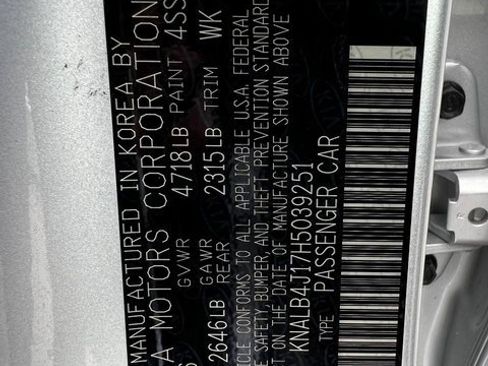 MANUFACTURED IN KOREA BY
A MOTORS CORPORATION
GVWR 4718LB PAINT 4SS
2646LB GAWR REAR 2315LB TRIM WK
CLE CONFORMS TO ALL APPLICABLE U.S.A. FEDERAL
SAFETY BUMPER, AND THEFT PREVENTION STANDARD
T ON THE DATE OF MANUFACTURE SHOWN ABOVE
KNALB4J17H5039251
TYPE PASSENGER CAR